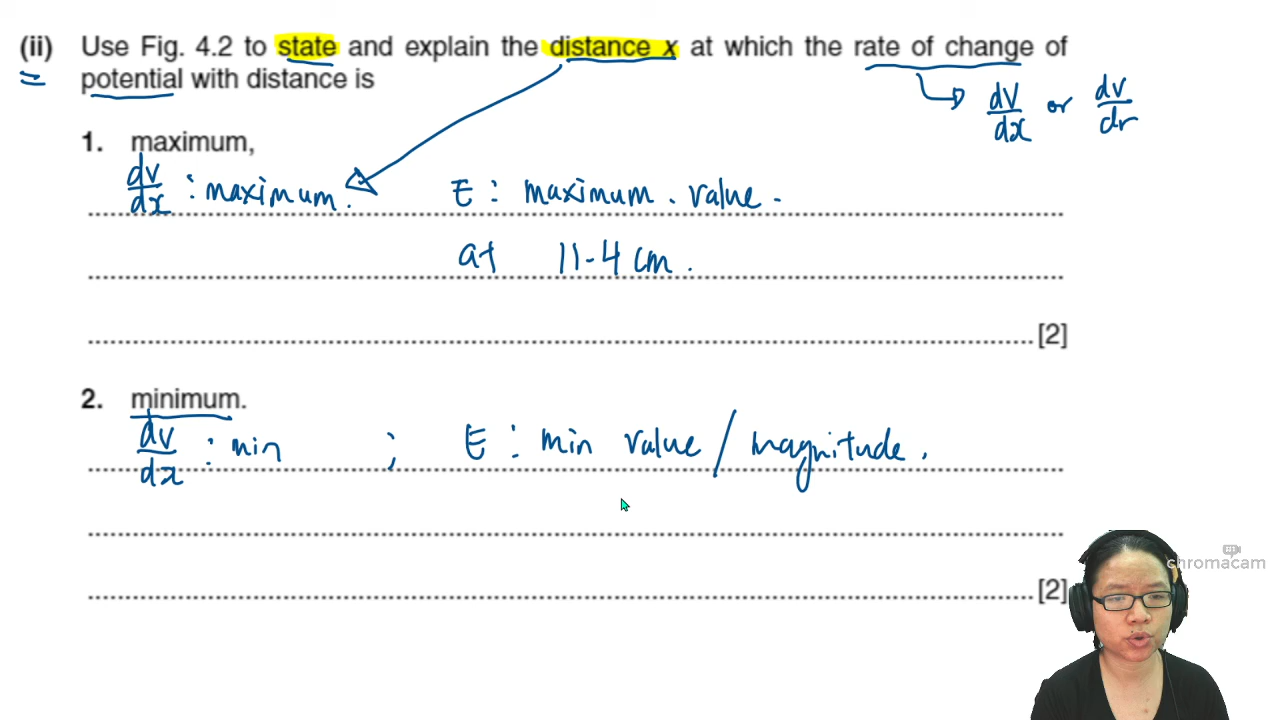 (ii) Use Fig. 4.2 to state and explain the distance x at which the rate of change of
potential with distance is
dV/dx or dV/dr
1. maximum,
dV/dx : maximum. E : maximum. value.
at 11.4 cm.
[2]
2. minimum.
dV/dx : min ; E : min value / magnitude.
[2]
chromacam